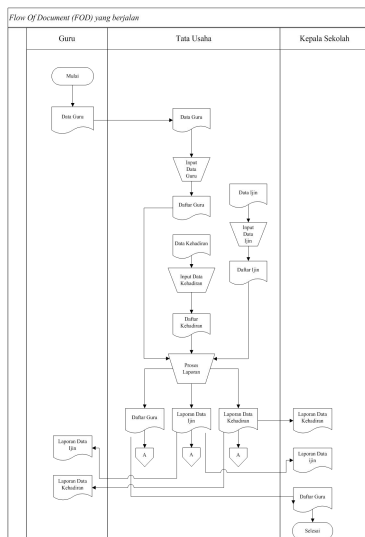 Flow Of Document (FOD) yang berjalan
Guru
Tata Usaha
Kepala Sekolah
Mulai
Data Guru
Data Guru
Input
Data
Guru
Daftar Guru
Data Ijin
Input
Data
Ijin
Daftar Ijin
Data Kehadiran
Input Data
Kehadiran
Daftar
Kehadiran
Proses
Laporan
Daftar Guru
Laporan Data
Ijin
Laporan Data
Kehadiran
Laporan Data
Kehadiran
A
A
A
Laporan Data
Ijin
Laporan Data
ijin
Laporan Data
Kehadiran
Daftar Guru
Selesai